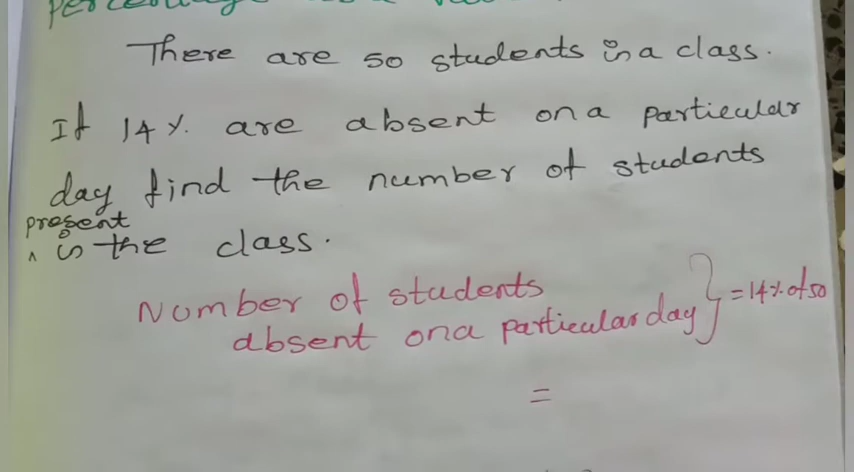 There are 50 students in a class.
If 14 %. are absent on a particular
day find the number of students
present
^ in the class.
Number of students
absent on a particular day } = 14% of 50
=